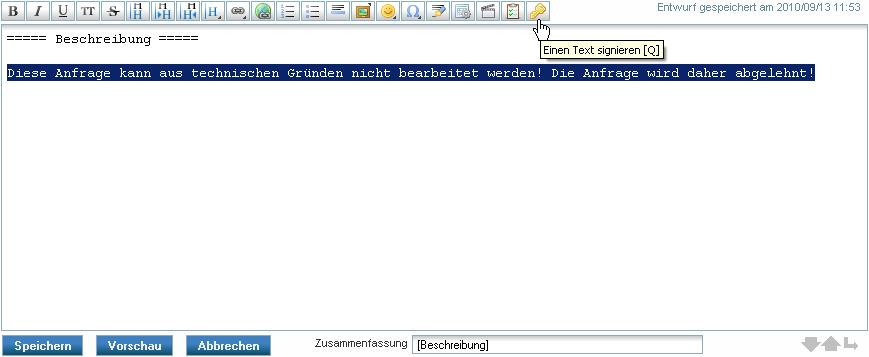 B I U TT S H H H H H Ω
Entwurf gespeichert am 2010/09/13 11:53
===== Beschreibung =====
Einen Text signieren [Q]
Diese Anfrage kann aus technischen Gründen nicht bearbeitet werden! Die Anfrage wird daher abgelehnt!
Speichern Vorschau Abbrechen Zusammenfassung [Beschreibung]